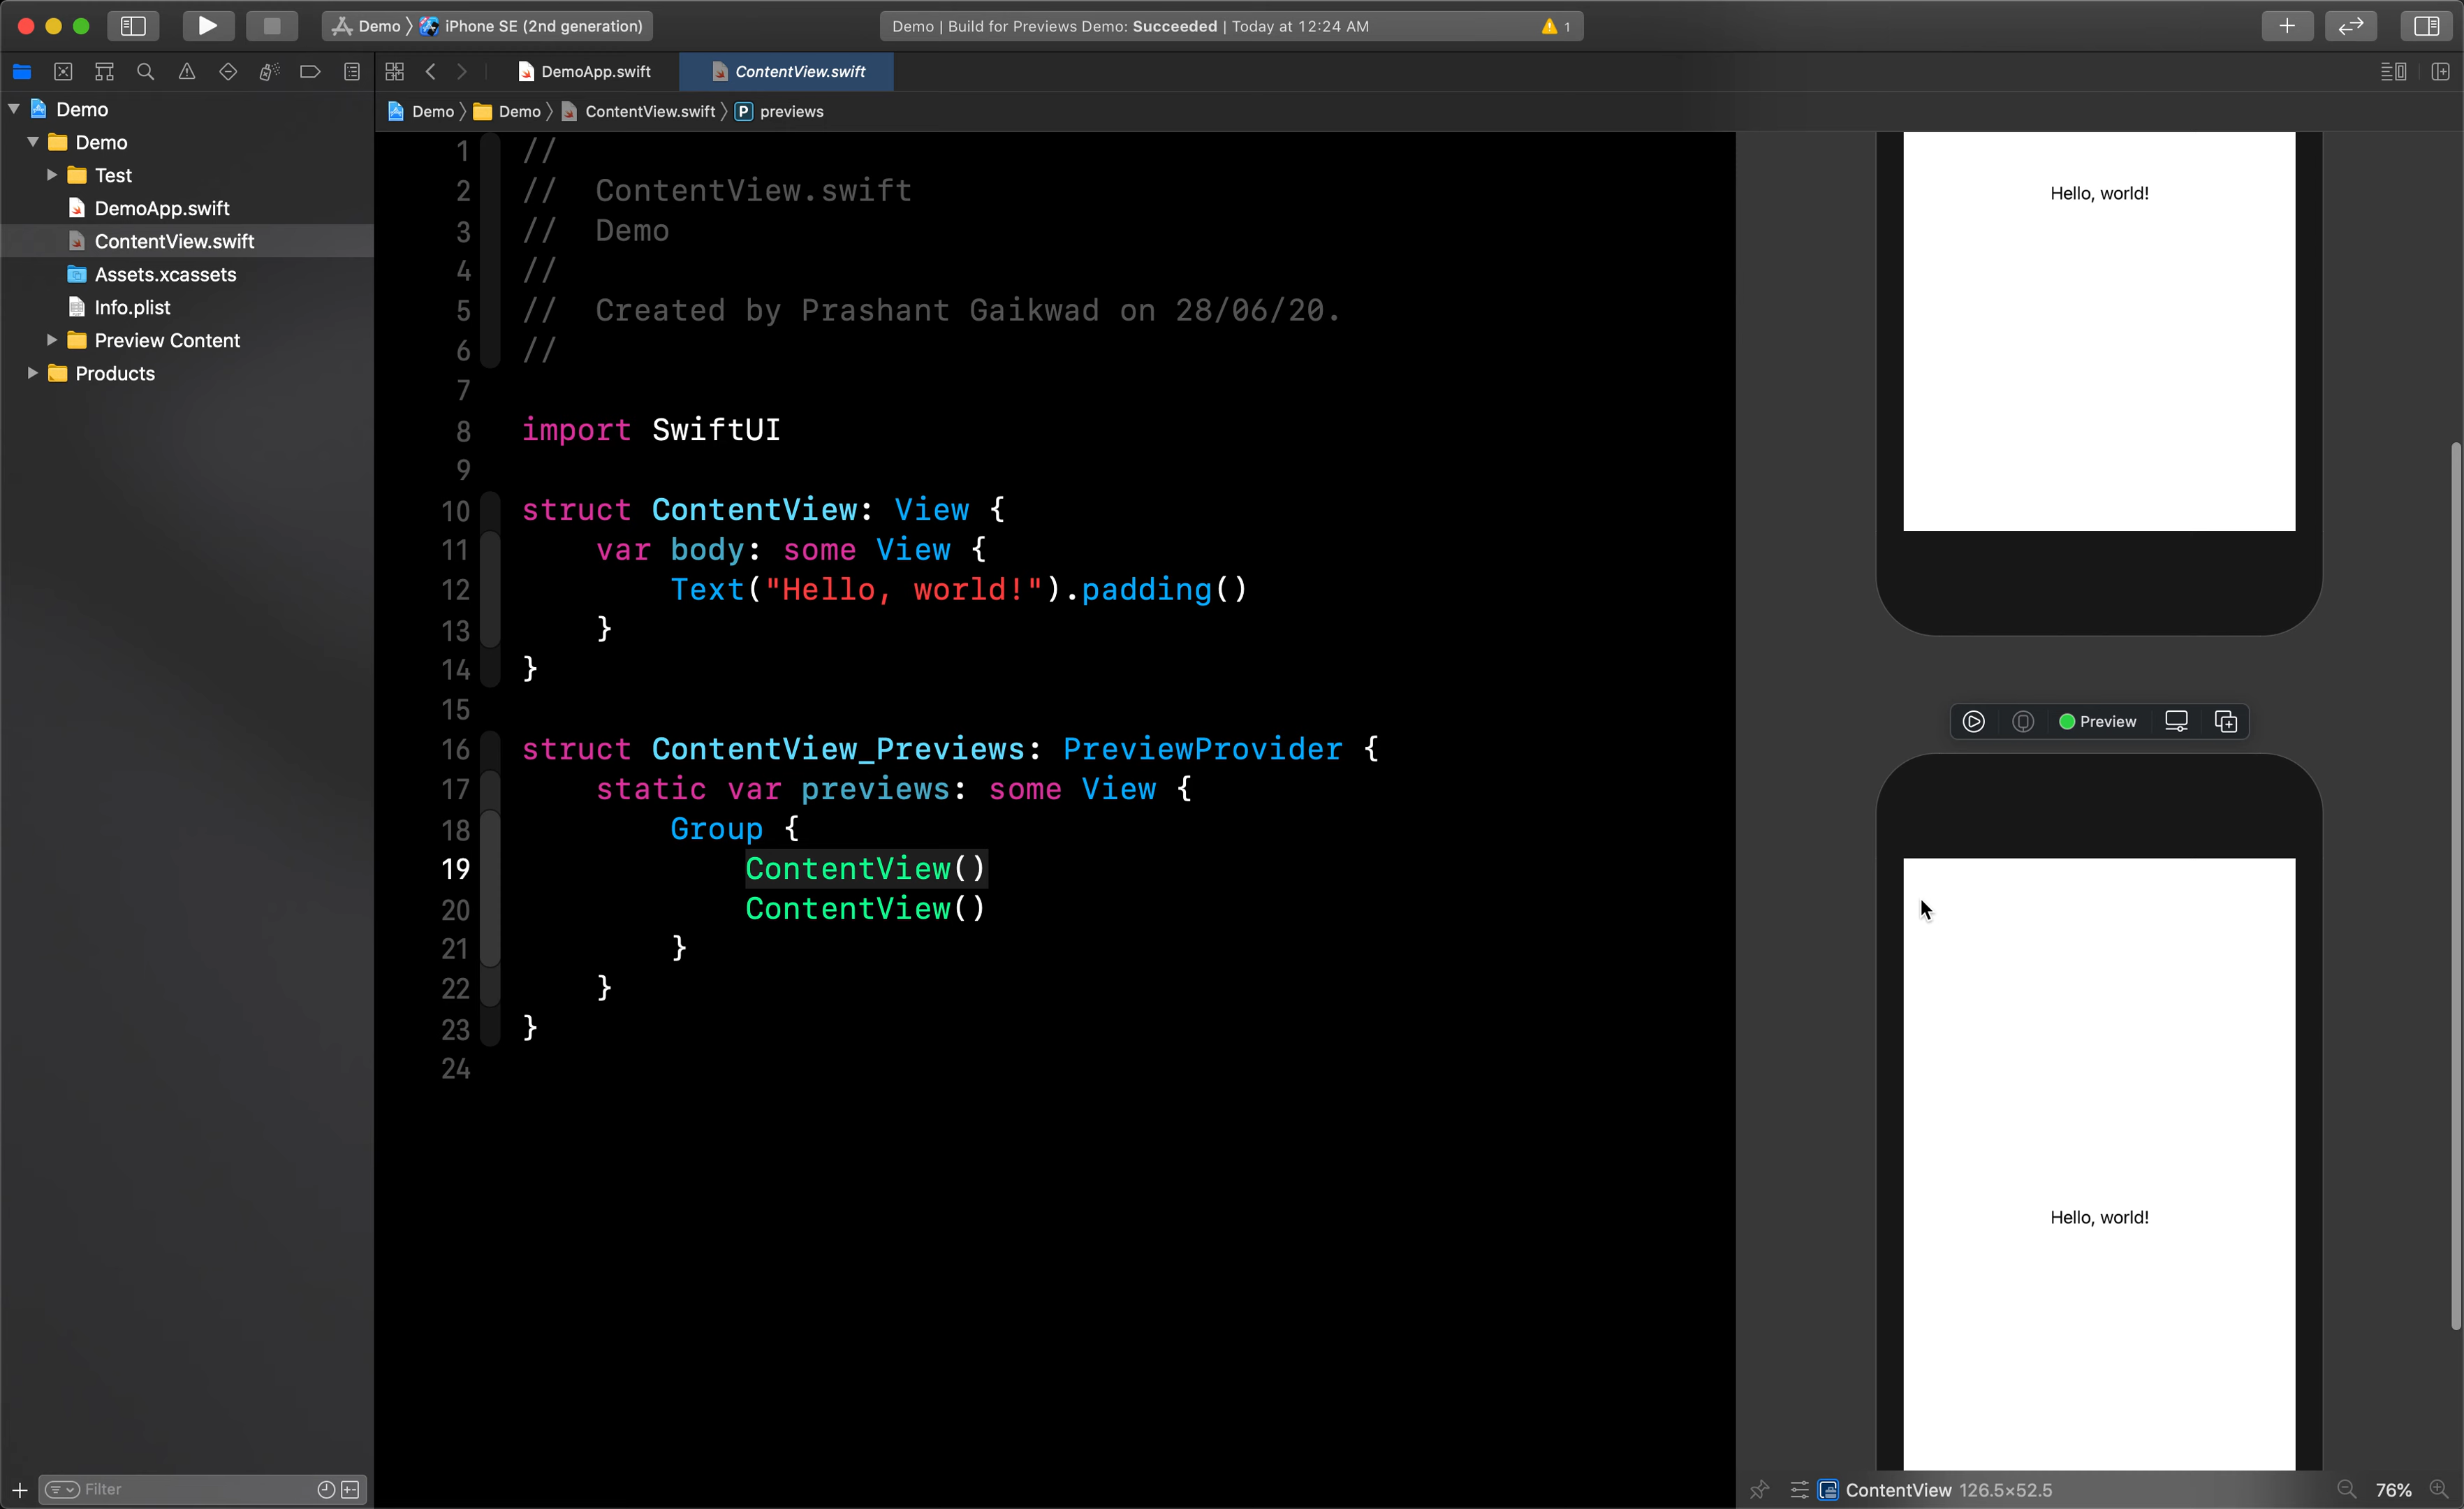 Demo 〉 iPhone SE (2nd generation)
Demo | Build for Previews Demo: Succeeded | Today at 12:24 AM
1
DemoApp.swift
ContentView.swift
Demo
Demo
Test
DemoApp.swift
ContentView.swift
Assets.xcassets
Info.plist
Preview Content
Products
Filter
Demo 〉 Demo 〉 ContentView.swift 〉 P previews
1 //
2 //  ContentView.swift
3 //  Demo
4 //
5 //  Created by Prashant Gaikwad on 28/06/20.
6 //
7
8 import SwiftUI
9
10 struct ContentView: View {
11     var body: some View {
12         Text("Hello, world!").padding()
13     }
14 }
15
16 struct ContentView_Previews: PreviewProvider {
17     static var previews: some View {
18         Group {
19             ContentView()
20             ContentView()
21         }
22     }
23 }
24
Hello, world!
Preview
Hello, world!
ContentView 126.5×52.5
76%